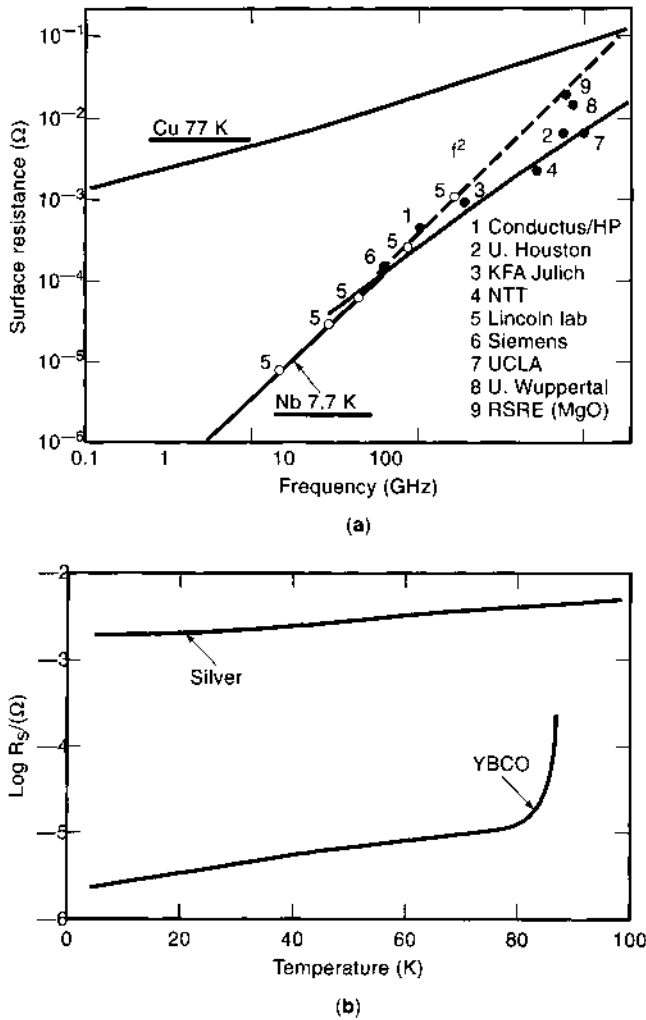 10⁻¹
10⁻²
10⁻³
10⁻⁴
10⁻⁵
10⁻⁶
Surface resistance (Ω)
Cu 77 K
f²
9
8
2
7
4
5
3
1
5
6
5
5
5
Nb 7,7 K
1 Conductus/HP
2 U. Houston
3 KFA Julich
4 NTT
5 Lincoln lab
6 Siemens
7 UCLA
8 U. Wuppertal
9 RSRE (MgO)
0.1 1 10 100
Frequency (GHz)
(a)
−2
−3
−4
−5
−6
Log R_S/(Ω)
Silver
YBCO
0 20 40 60 80 100
Temperature (K)
(b)